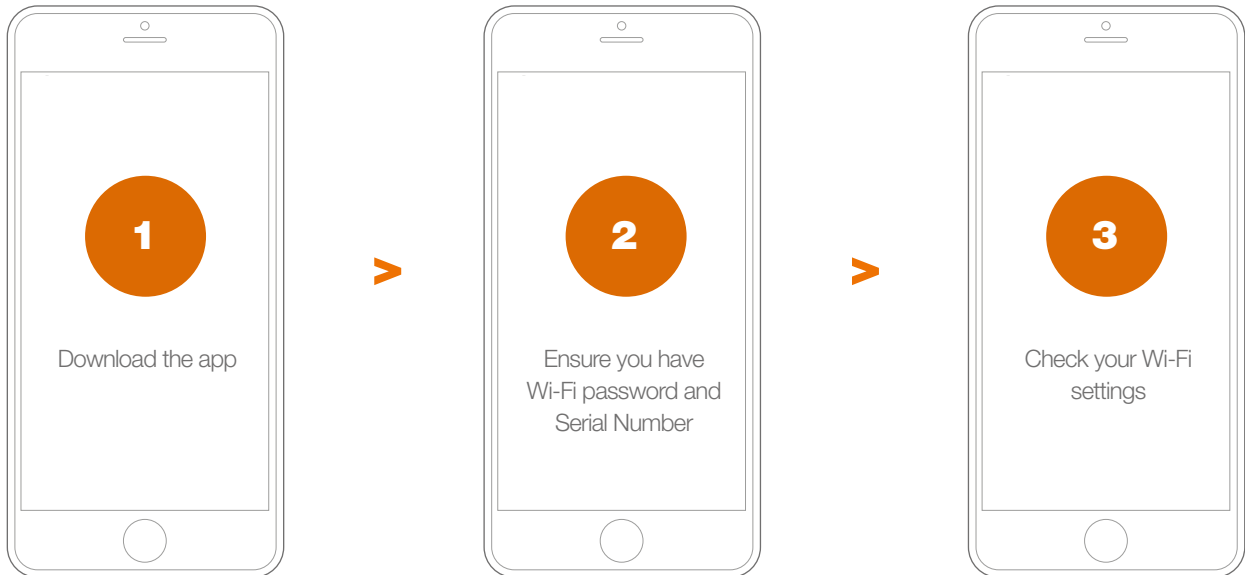 1
Download the app
>
2
Ensure you have
Wi-Fi password and
Serial Number
>
3
Check your Wi-Fi
settings